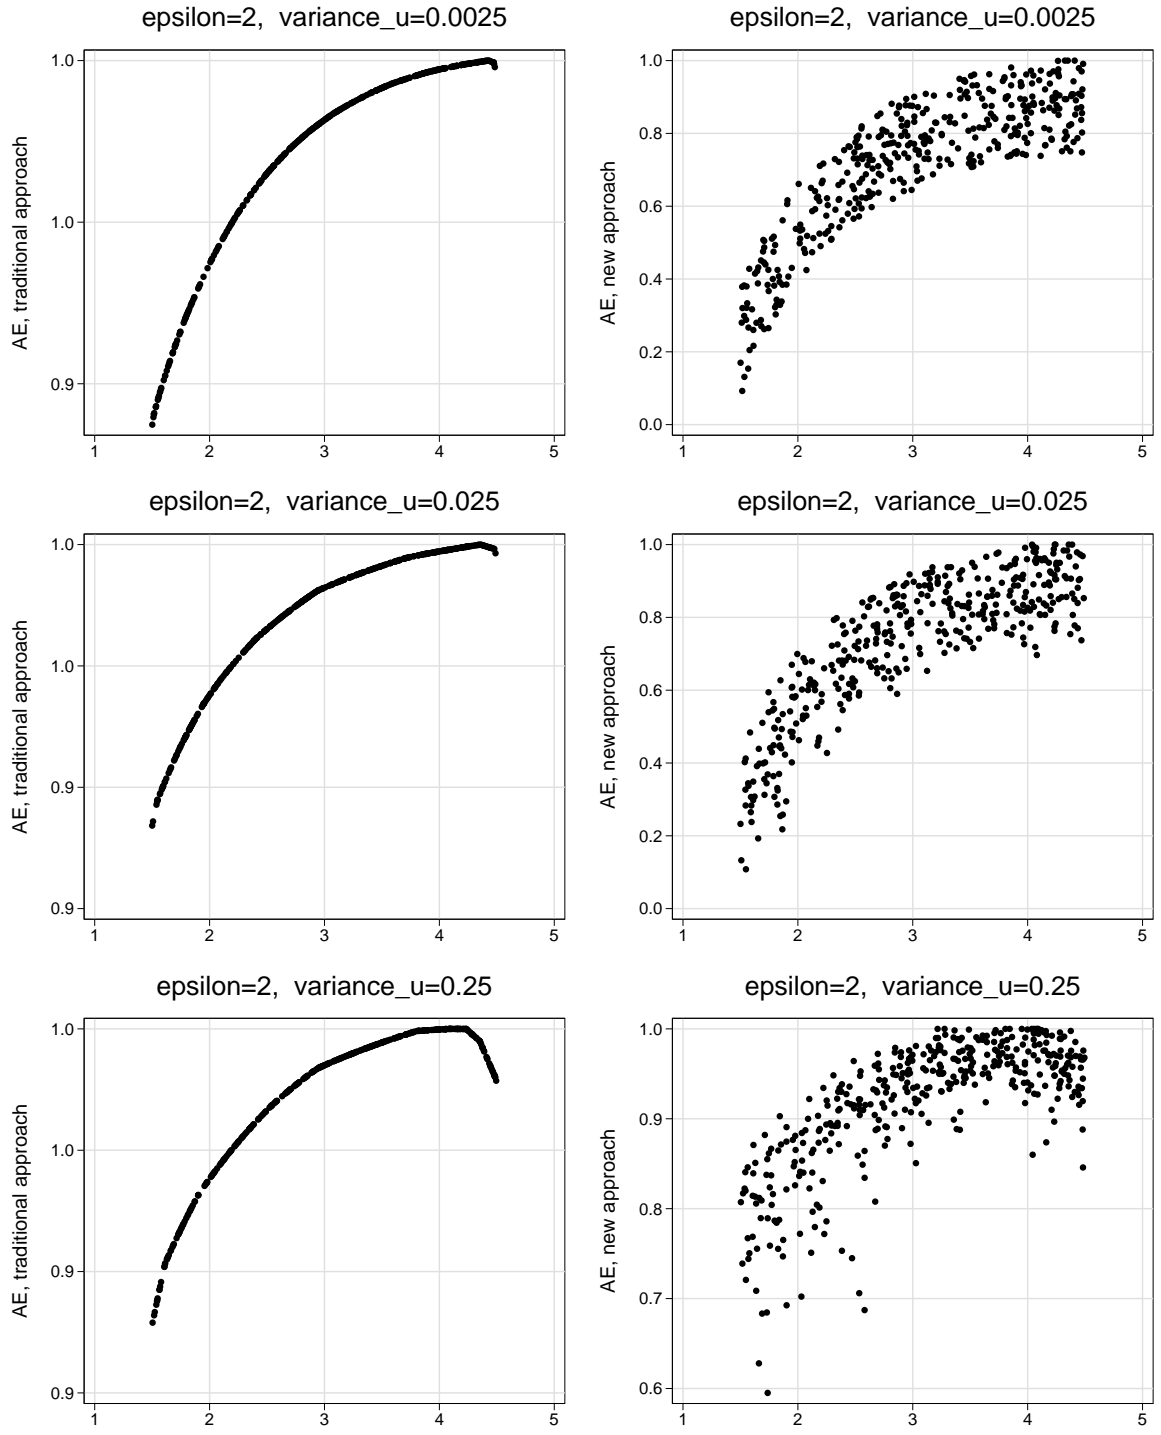 epsilon=2,  variance_u=0.0025
AE, traditional approach
1.0
1.0
0.9
1 2 3 4 5
epsilon=2,  variance_u=0.0025
AE, new approach
1.0
0.8
0.6
0.4
0.2
0.0
1 2 3 4 5
epsilon=2,  variance_u=0.025
AE, traditional approach
1.0
1.0
0.9
0.9
1 2 3 4 5
epsilon=2,  variance_u=0.025
AE, new approach
1.0
0.8
0.6
0.4
0.2
0.0
1 2 3 4 5
epsilon=2,  variance_u=0.25
AE, traditional approach
1.0
1.0
0.9
0.9
1 2 3 4 5
epsilon=2,  variance_u=0.25
AE, new approach
1.0
0.9
0.8
0.7
0.6
1 2 3 4 5